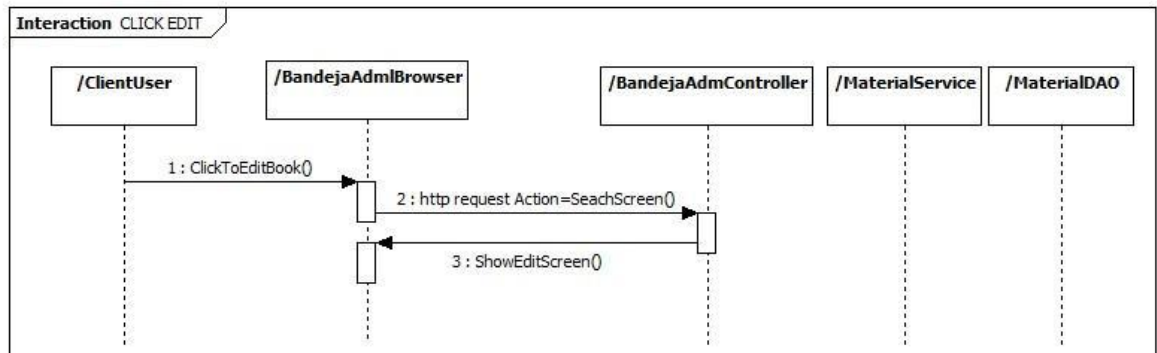 Interaction CLICK EDIT
/ClientUser
/BandejaAdmlBrowser
/BandejaAdmController
/MaterialService
/MaterialDAO
1 : ClickToEditBook()
2 : http request Action=SeachScreen()
3 : ShowEditScreen()